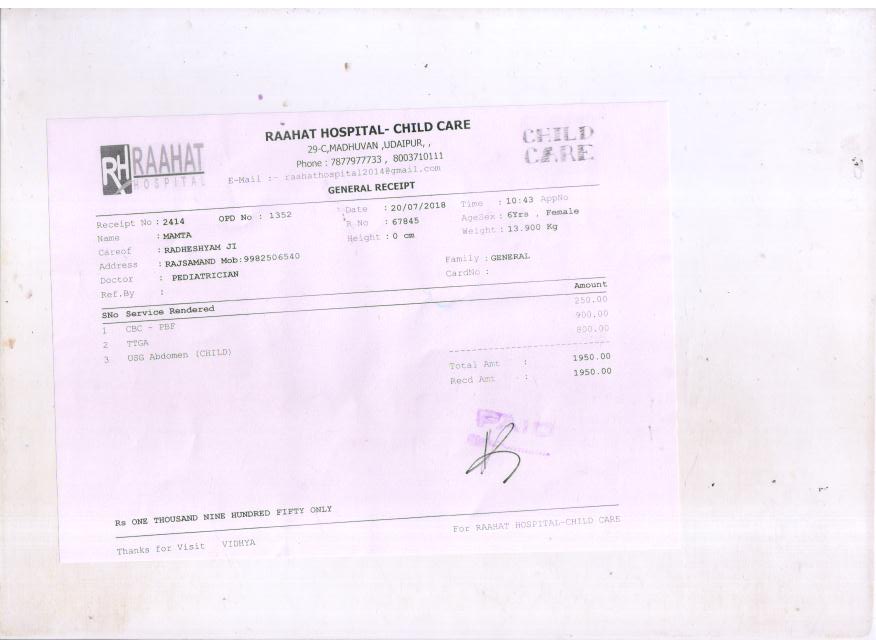 RAAHAT HOSPITAL- CHILD CARE
29-C,MADHUVAN ,UDAIPUR, ,
Phone : 7877977733 , 8003710111
E-Mail :- raahathospital2014@gmail.com
RH RAAHAT
HOSPITAL
CHILD
CARE
GENERAL RECEIPT
Receipt No : 2414 OPD No : 1352 Date : 20/07/2018 Time : 10:43 AppNo
Name : MAMTA R No : 67845 AgeSex : 6Yrs , Female
Careof : RADHESHYAM JI Height : 0 cm Weight : 13.900 Kg
Address : RAJSAMAND Mob:9982506540
Doctor : PEDIATRICIAN Family : GENERAL
Ref.By : CardNo :
SNo Service Rendered Amount
1 CBC - PBF 250.00
2 TTGA 900.00
3 USG Abdomen (CHILD) 800.00
Total Amt : 1950.00
Recd Amt : 1950.00
PAID
Rs ONE THOUSAND NINE HUNDRED FIFTY ONLY
Thanks for Visit VIDHYA For RAAHAT HOSPITAL-CHILD CARE